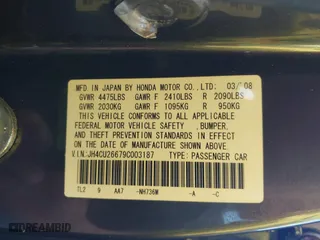 MFD. IN JAPAN BY HONDA MOTOR CO., LTD. 03/08
GVWR 4475LBS GAWR F 2410LBS R 2090LBS
GVWR 2030KG GAWR F 1095KG R 950KG
THIS VEHICLE CONFORMS TO ALL APPLICABLE
FEDERAL MOTOR VEHICLE SAFETY, BUMPER,
AND THEFT PREVENTION STANDARDS IN EFFECT
ON THE DATE OF MANUFACTURE SHOWN ABOVE.
V.I.N: JH4CU26679C003187 TYPE: PASSENGER CAR
TL2 9 AA7 -NH736M -A -C
DREAMBID